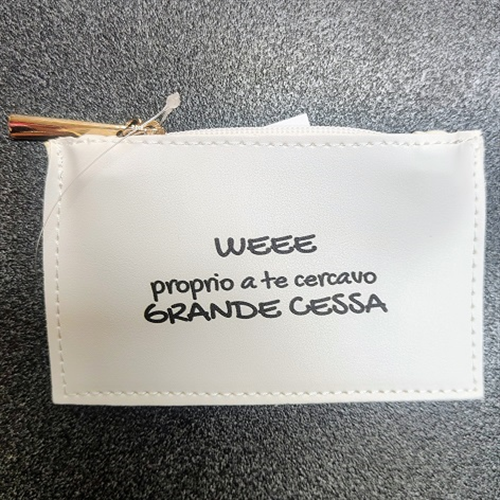 WEEE
proprio a te cercavo
GRANDE CESSA